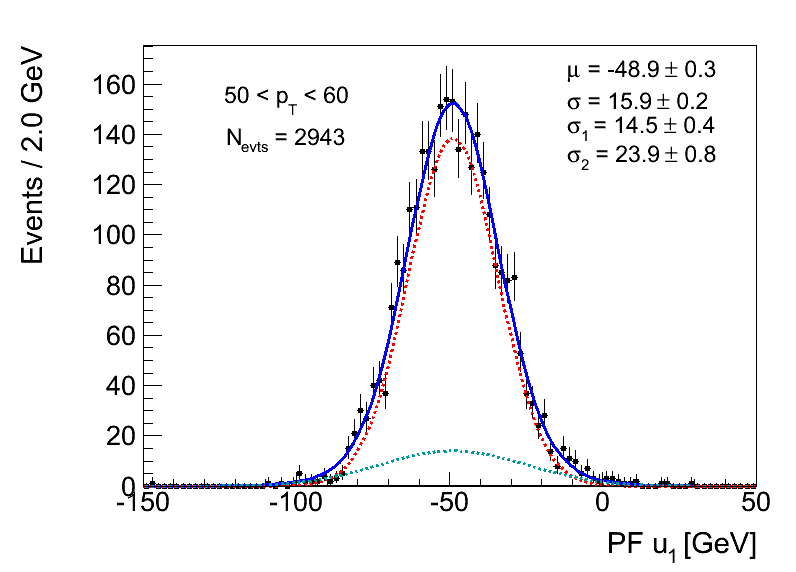 Events / 2.0 GeV
160
140
120
100
80
60
40
20
0
50 < p_T < 60
N_evts = 2943
μ = -48.9 ± 0.3
σ = 15.9 ± 0.2
σ_1 = 14.5 ± 0.4
σ_2 = 23.9 ± 0.8
-150 -100 -50 0 50
PF u_1 [GeV]